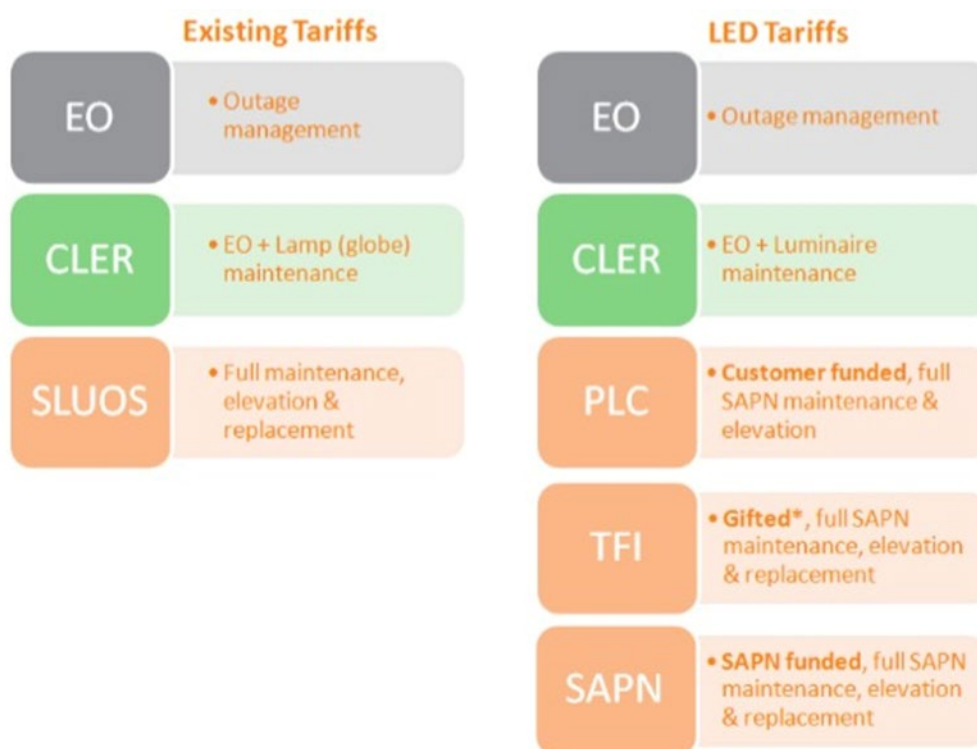 Existing Tariffs
EO
• Outage
management
CLER
• EO + Lamp (globe)
maintenance
SLUOS
• Full maintenance,
elevation &
replacement
LED Tariffs
EO
• Outage management
CLER
• EO + Luminaire
maintenance
PLC
• Customer funded, full
SAPN maintenance &
elevation
TFI
• Gifted*, full SAPN
maintenance, elevation
& replacement
SAPN
• SAPN funded, full SAPN
maintenance, elevation
& replacement